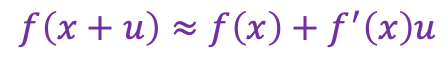 f(x + u) ≈ f(x) + f′(x)u